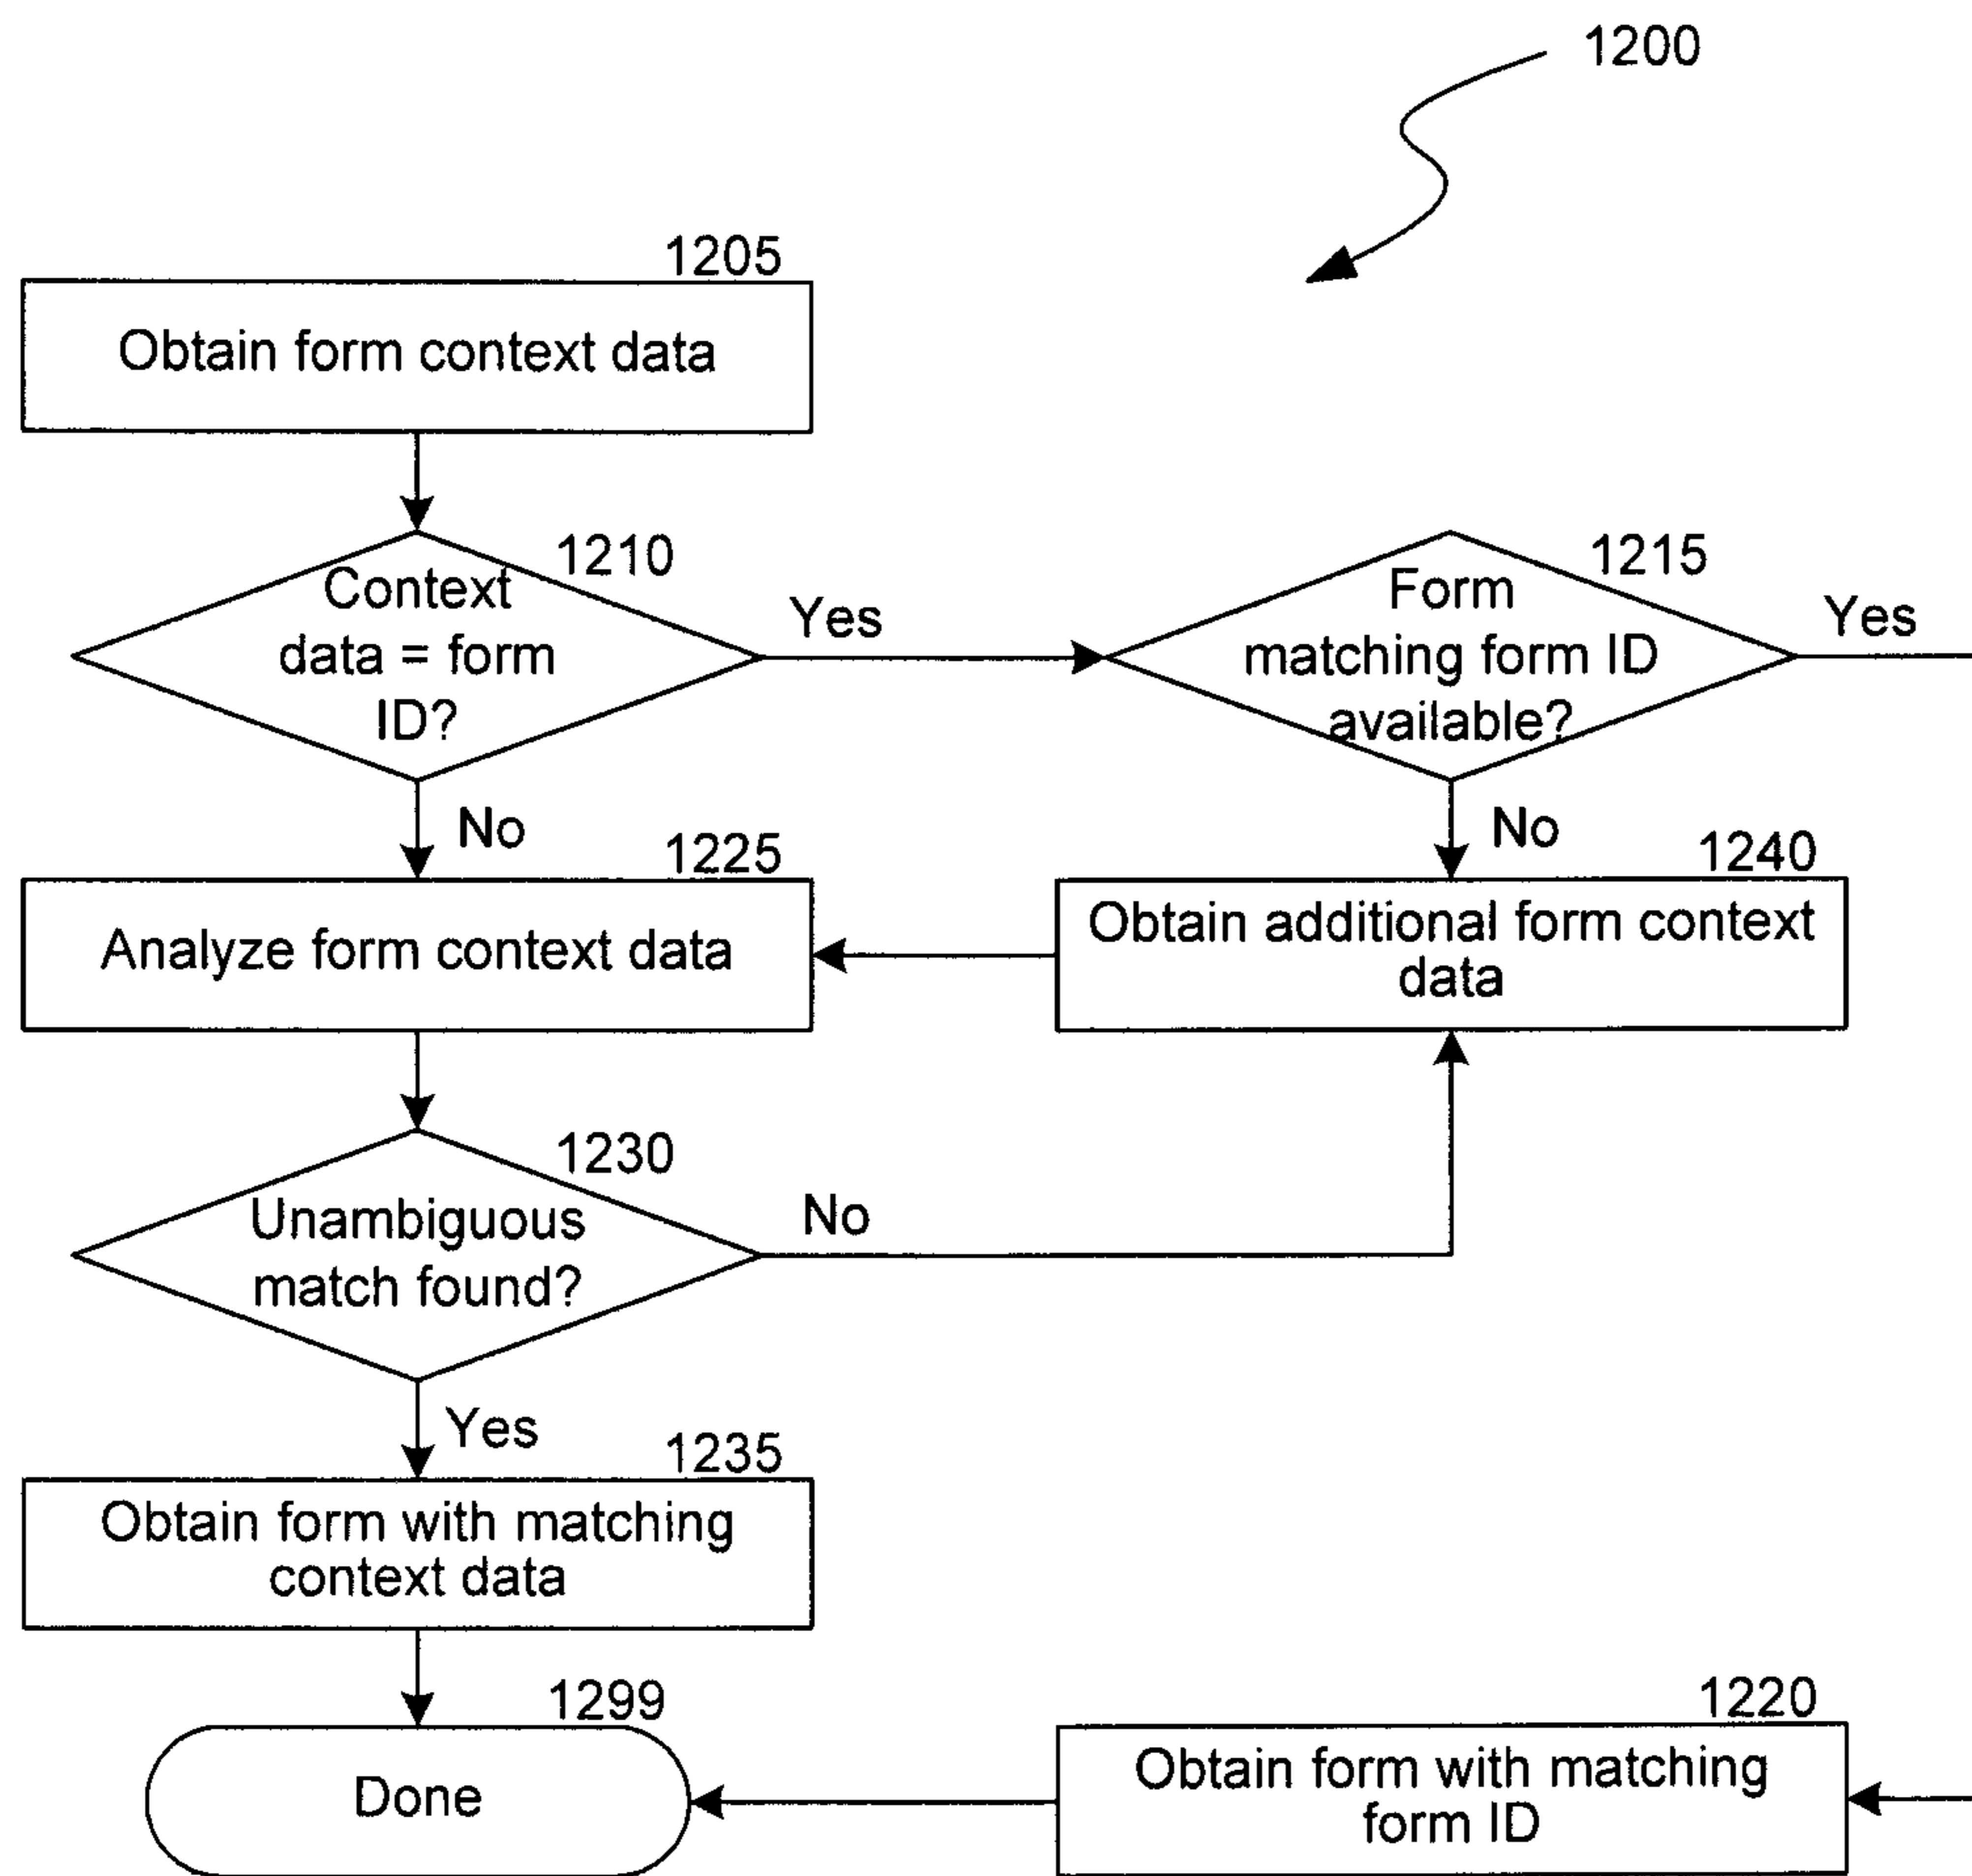 1200
1205
Obtain form context data
1210
Context
data = form
ID?
Yes
1215
Form
matching form ID
available?
Yes
No
No
1225
Analyze form context data
1240
Obtain additional form context
data
1230
Unambiguous
match found?
No
Yes
1235
Obtain form with matching
context data
1299
Done
1220
Obtain form with matching
form ID